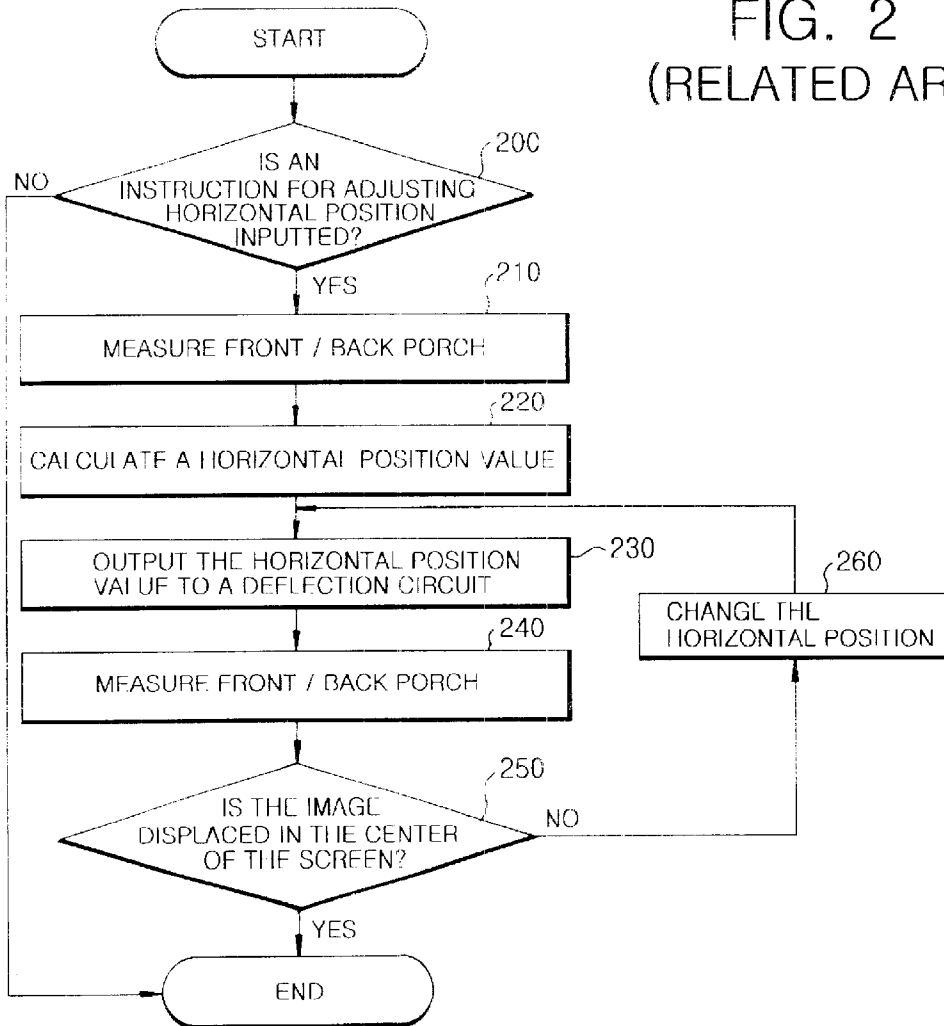 FIG. 2
(RELATED AR
START
200
IS AN
INSTRUCTION FOR ADJUSTING
HORIZONTAL POSITION
INPUTTED?
NO
YES
210
MEASURE FRONT / BACK PORCH
220
CALCULATE A HORIZONTAL POSITION VALUE
230
OUTPUT THE HORIZONTAL POSITION
VALUE TO A DEFLECTION CIRCUIT
260
CHANGE THE
HORIZONTAL POSITION
240
MEASURE FRONT / BACK PORCH
250
IS THE IMAGE
DISPLACED IN THE CENTER
OF THE SCREEN?
NO
YES
END